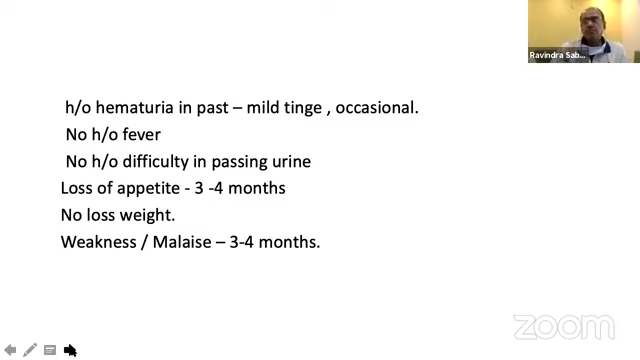 Ravindra Sab...
h/o hematuria in past – mild tinge , occasional.
No h/o fever
No h/o difficulty in passing urine
Loss of appetite - 3 -4 months
No loss weight.
Weakness / Malaise – 3-4 months.
zoom